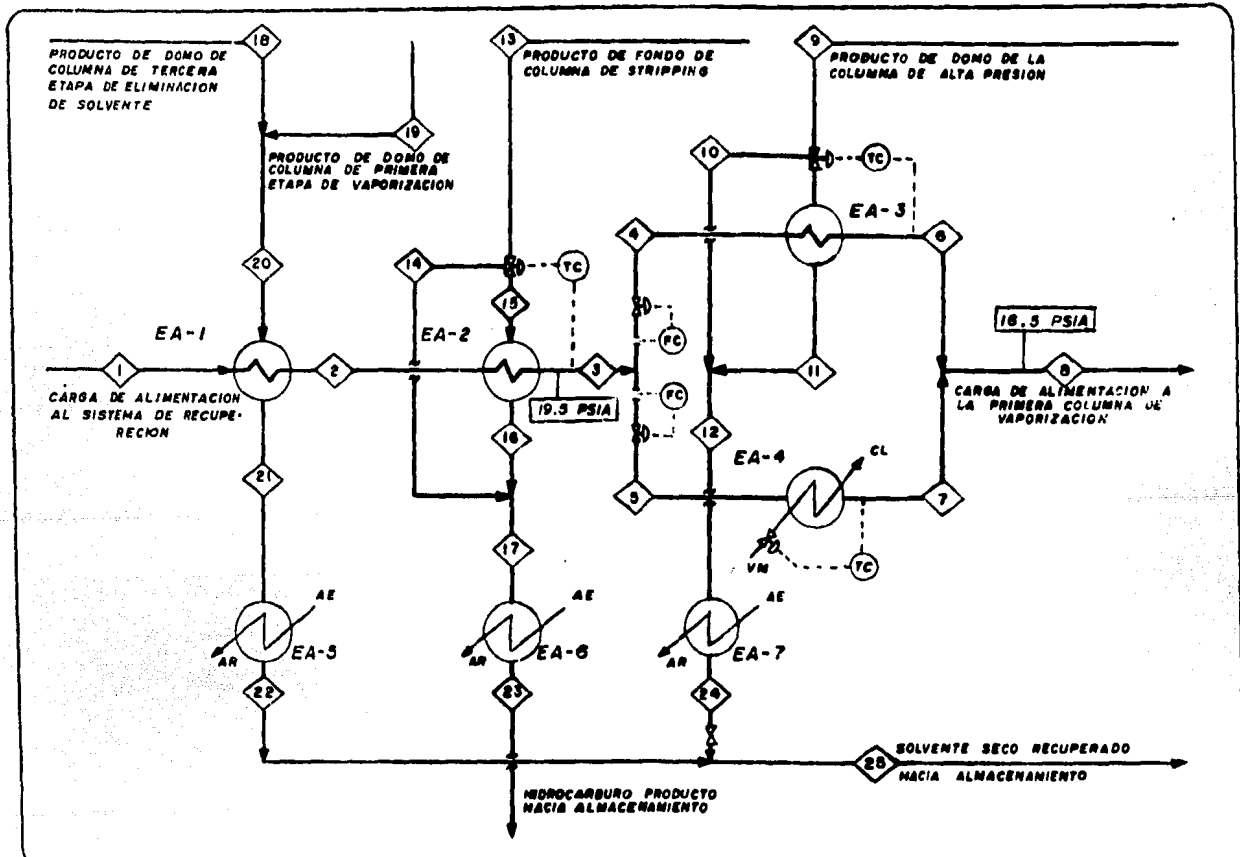 18
13
9
PRODUCTO DE DOMO DE
COLUMNA DE TERCERA
ETAPA DE ELIMINACION
DE SOLVENTE
PRODUCTO DE FONDO DE
COLUMNA DE STRIPPING
PRODUCTO DE DOMO DE LA
COLUMNA DE ALTA PRESION
19
PRODUCTO DE DOMO DE
COLUMNA DE PRIMERA
ETAPA DE VAPORIZACION
10
TC
EA-3
4
6
20
14
TC
15
EA-1
EA-2
FC
16.5 PSIA
1
2
3
11
8
CARGA DE ALIMENTACION
AL SISTEMA DE RECUPE-
RECION
19.5 PSIA
FC
CARGA DE ALIMENTACION A
LA PRIMERA COLUMNA DE
VAPORIZACION
16
12
EA-4
CL
21
5
7
17
VM
TC
AE
AE
AE
EA-5
EA-6
EA-7
AR
AR
AR
22
23
24
25
SOLVENTE SECO RECUPERADO
HACIA ALMACENAMIENTO
HIDROCARBURO PRODUCTO
HACIA ALMACENAMIENTO